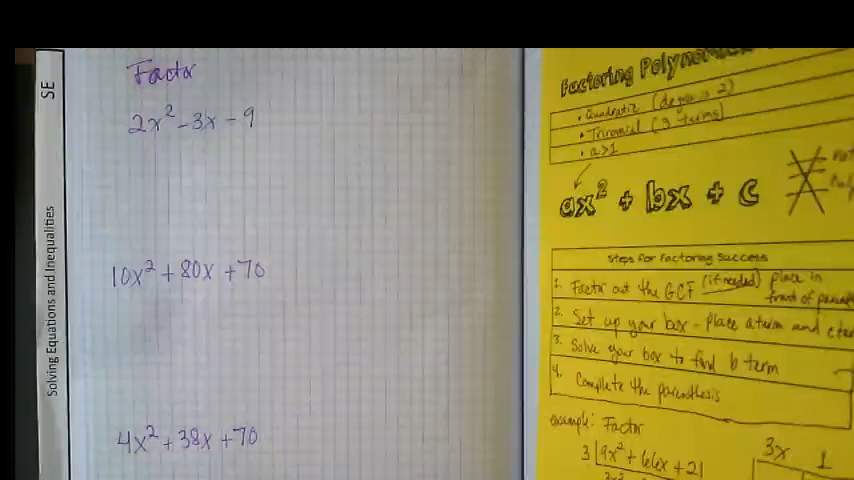 SE
Solving Equations and Inequalities
Factor
2x² - 3x - 9
10x² + 80x + 70
4x² + 38x + 70
Factoring
• Quadratic (degree is 2)
• Trinomial (3 terms)
• a>1
ax² + bx + c
Steps for Factoring Success
1. Factor out the GCF (if needed) place in
front of
2. Set up your box - place a term and c
3. Solve your box to find b term
4. Complete the parenthesis
example: Factor
3 9x² + 66x + 21
3x 1